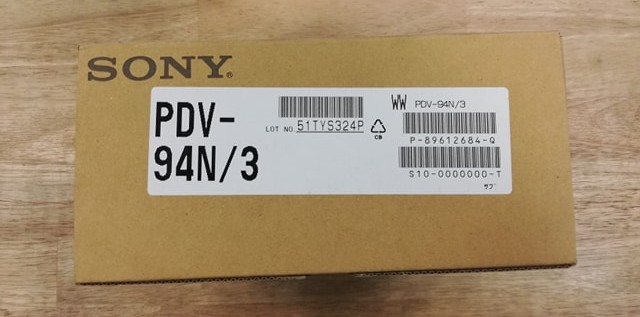 SONY®
PDV-
94N/3
LOT NO 51TYS324P
CB
WW PDV-94N/3
P-89612684-Q
S10-0000000-T
ｻﾌﾞ